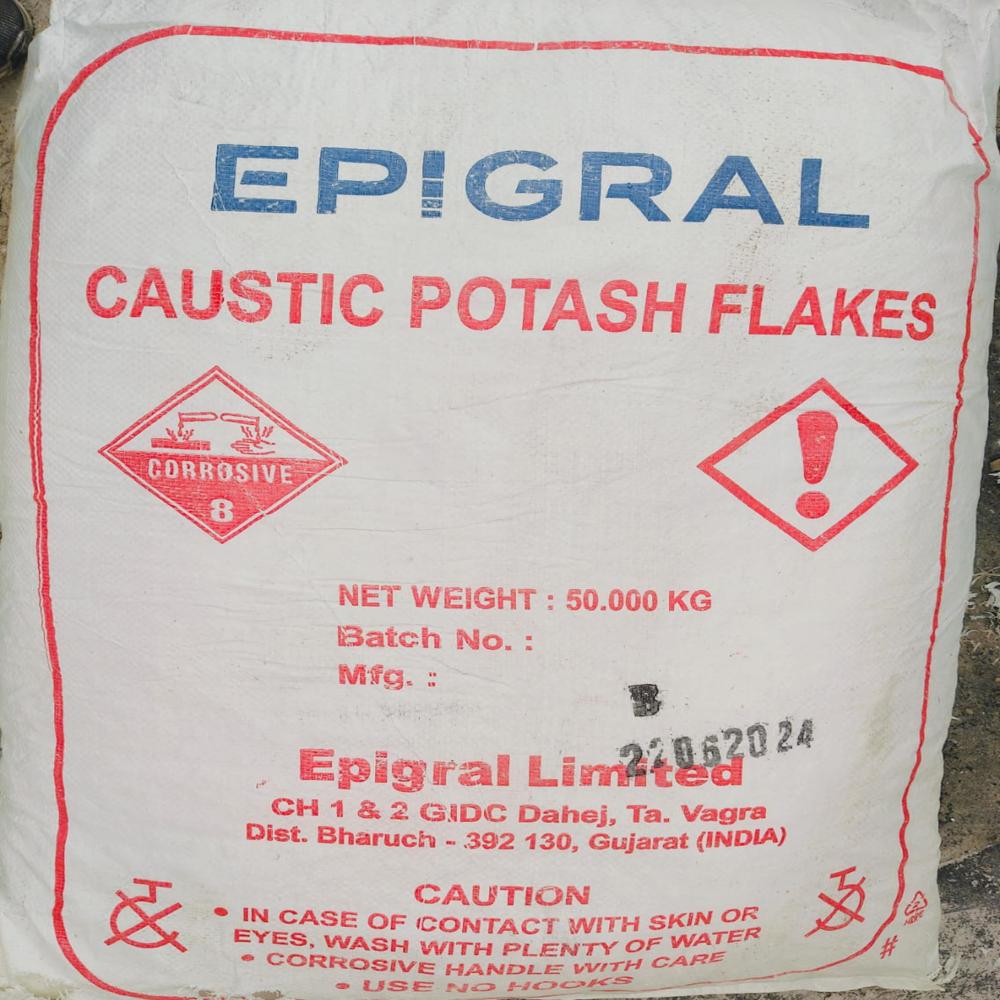 EPIGRAL
CAUSTIC POTASH FLAKES
CORROSIVE
8
NET WEIGHT : 50.000 KG
Batch No. :
Mfg. :
B
22062024
Epigral Limited
CH 1 & 2 GIDC Dahej, Ta. Vagra
Dist. Bharuch - 392 130, Gujarat (INDIA)
CAUTION
• IN CASE OF CONTACT WITH SKIN OR
EYES, WASH WITH PLENTY OF WATER
• CORROSIVE HANDLE WITH CARE
• USE NO HOOKS
#